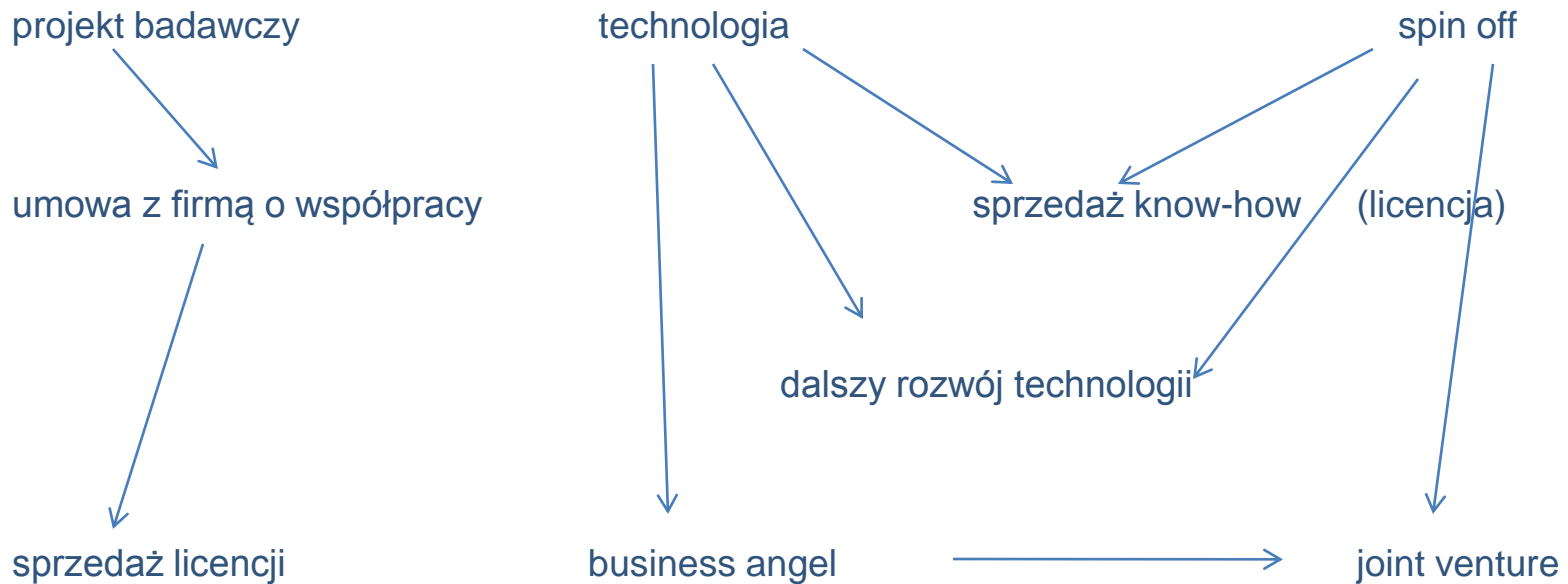 projekt badawczy technologia spin off
umowa z firmą o współpracy sprzedaż know-how (licencja)
dalszy rozwój technologii
sprzedaż licencji business angel joint venture